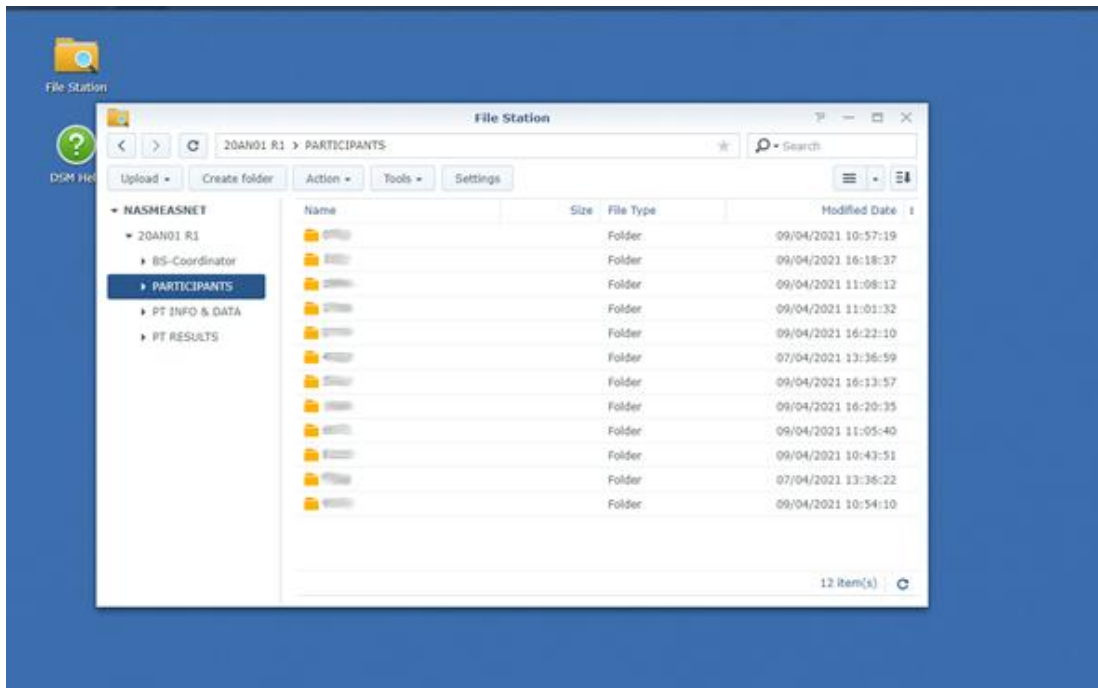 File Station
File Station
20AN01 R1 > PARTICIPANTS
Search
DSM Hel
Upload
Create folder
Action
Tools
Settings
NASMEASNET
Name
Size
File Type
Modified Date
20AN01 R1
Folder
09/04/2021 10:57:19
BS-Coordinator
Folder
09/04/2021 16:18:37
PARTICIPANTS
Folder
09/04/2021 11:08:12
PT INFO & DATA
Folder
09/04/2021 11:01:32
PT RESULTS
Folder
09/04/2021 16:22:10
Folder
07/04/2021 13:36:59
Folder
09/04/2021 16:13:57
Folder
09/04/2021 16:20:35
Folder
09/04/2021 11:05:40
Folder
09/04/2021 10:43:51
Folder
07/04/2021 13:36:22
Folder
09/04/2021 10:54:10
12 item(s)